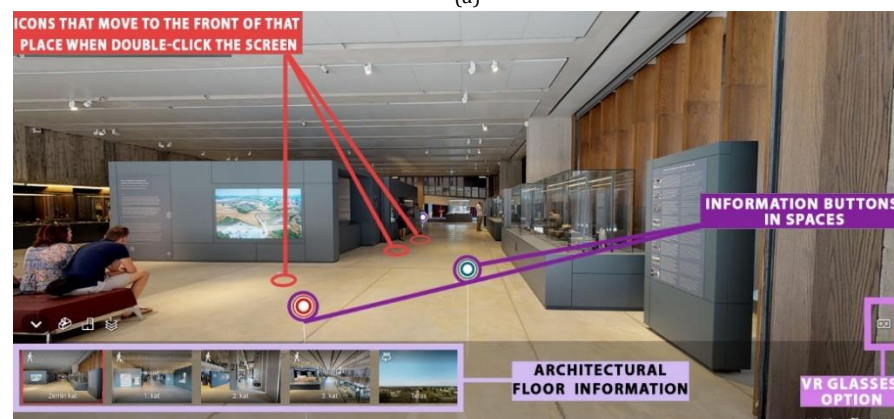 (a)
ICONS THAT MOVE TO THE FRONT OF THAT
PLACE WHEN DOUBLE-CLICK THE SCREEN
INFORMATION BUTTONS
IN SPACES
Zemin kat
1. kat
2. kat
3. kat
Teras
ARCHITECTURAL
FLOOR INFORMATION
VR GLASSES
OPTION